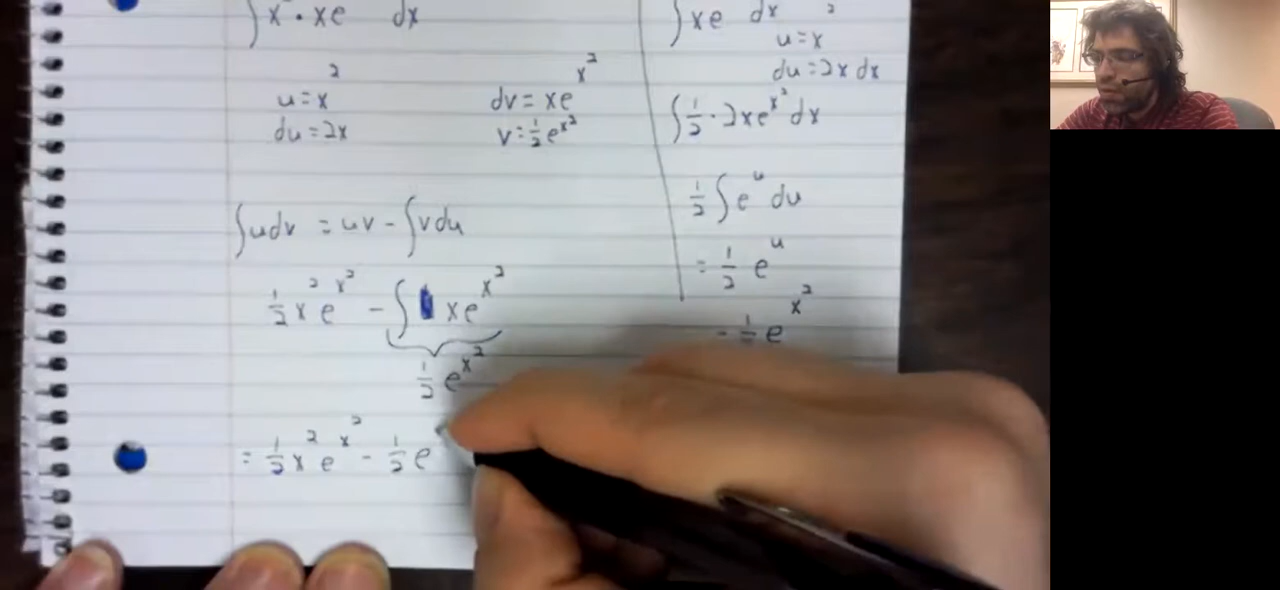 ∫ x² · xe dx
u = x²
du = 2x
dv = xe^x²
v = ½e^x²
∫udv = uv - ∫vdu
½x²e^x² - ∫ xe^x²
½e^x²
= ½x²e^x² - ½e
∫xe dx
u = x²
du = 2x dx
∫½ · 2xe^x² dx
½∫e^u du
= ½e^u
= ½e^x²